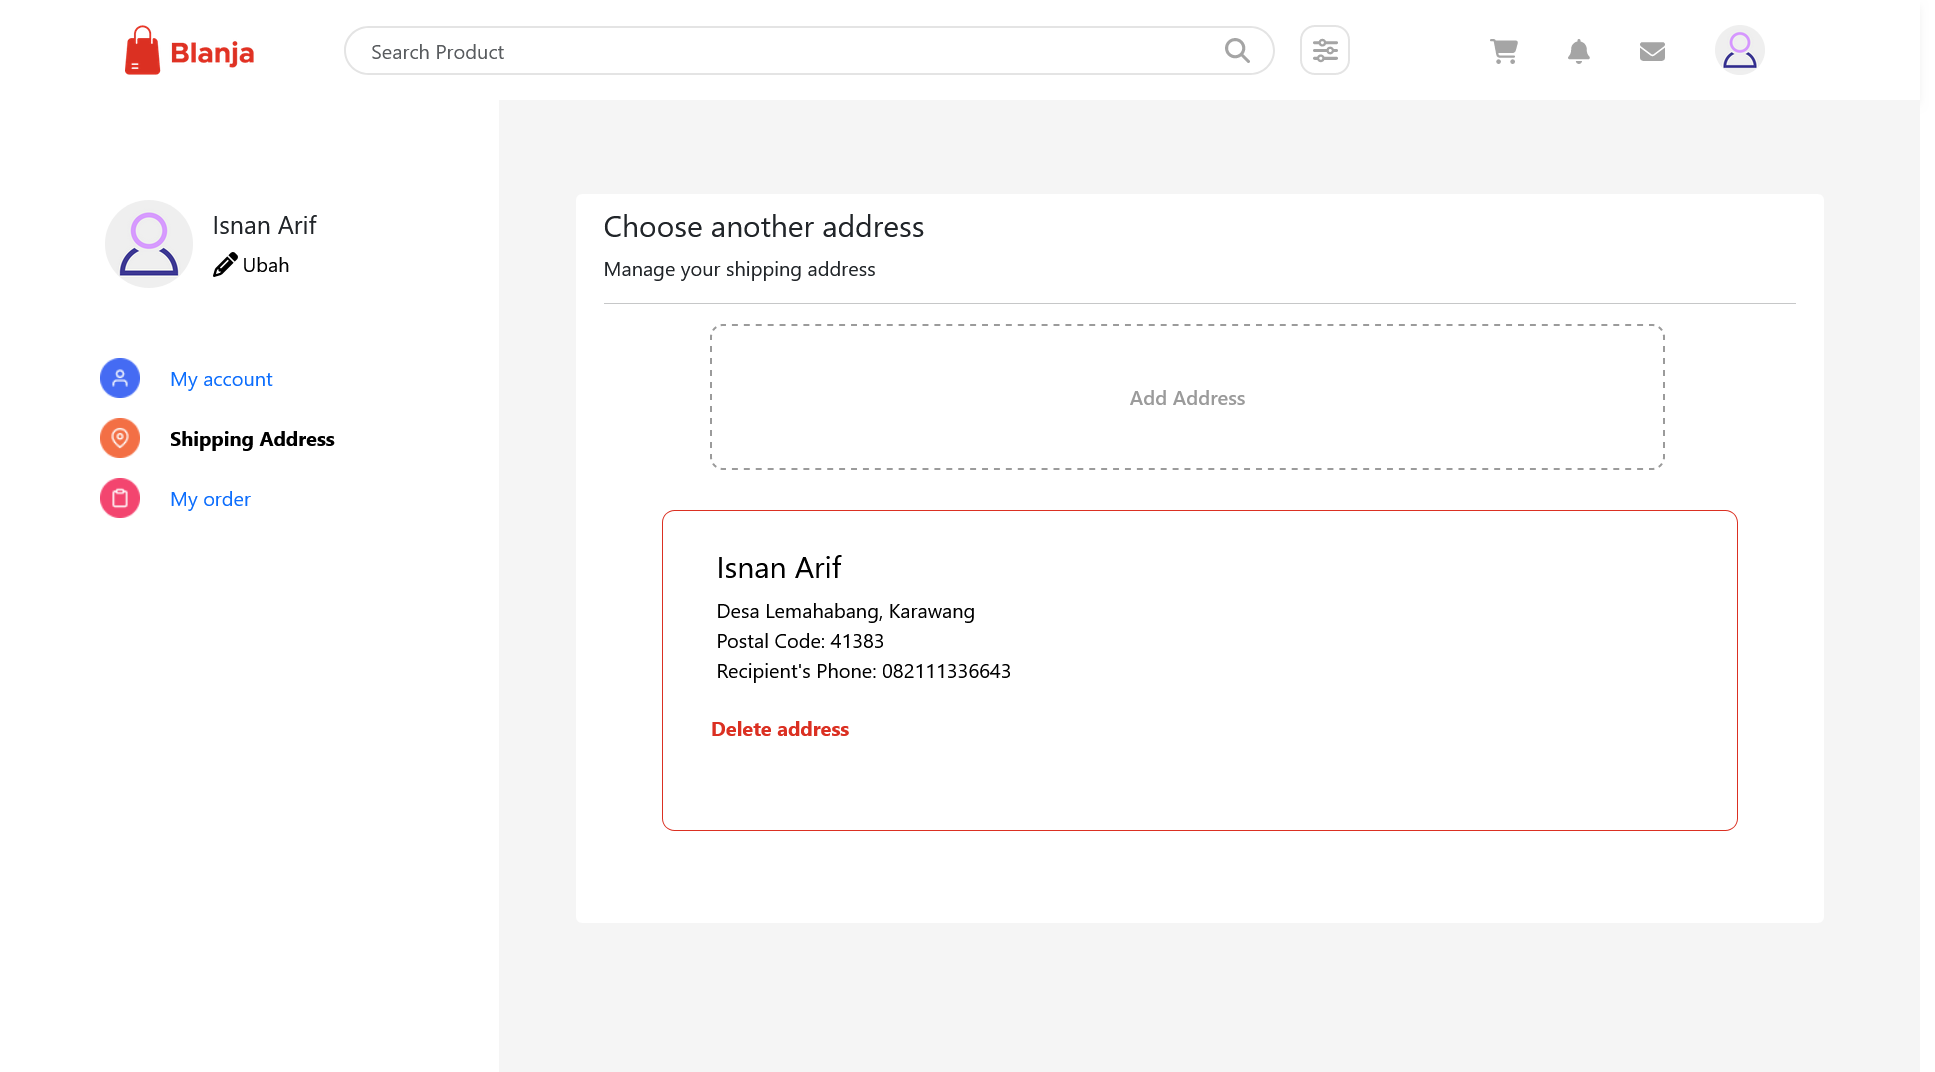 Blanja
Search Product
Isnan Arif
Ubah
My account
Shipping Address
My order
Choose another address
Manage your shipping address
Add Address
Isnan Arif
Desa Lemahabang, Karawang
Postal Code: 41383
Recipient's Phone: 082111336643
Delete address